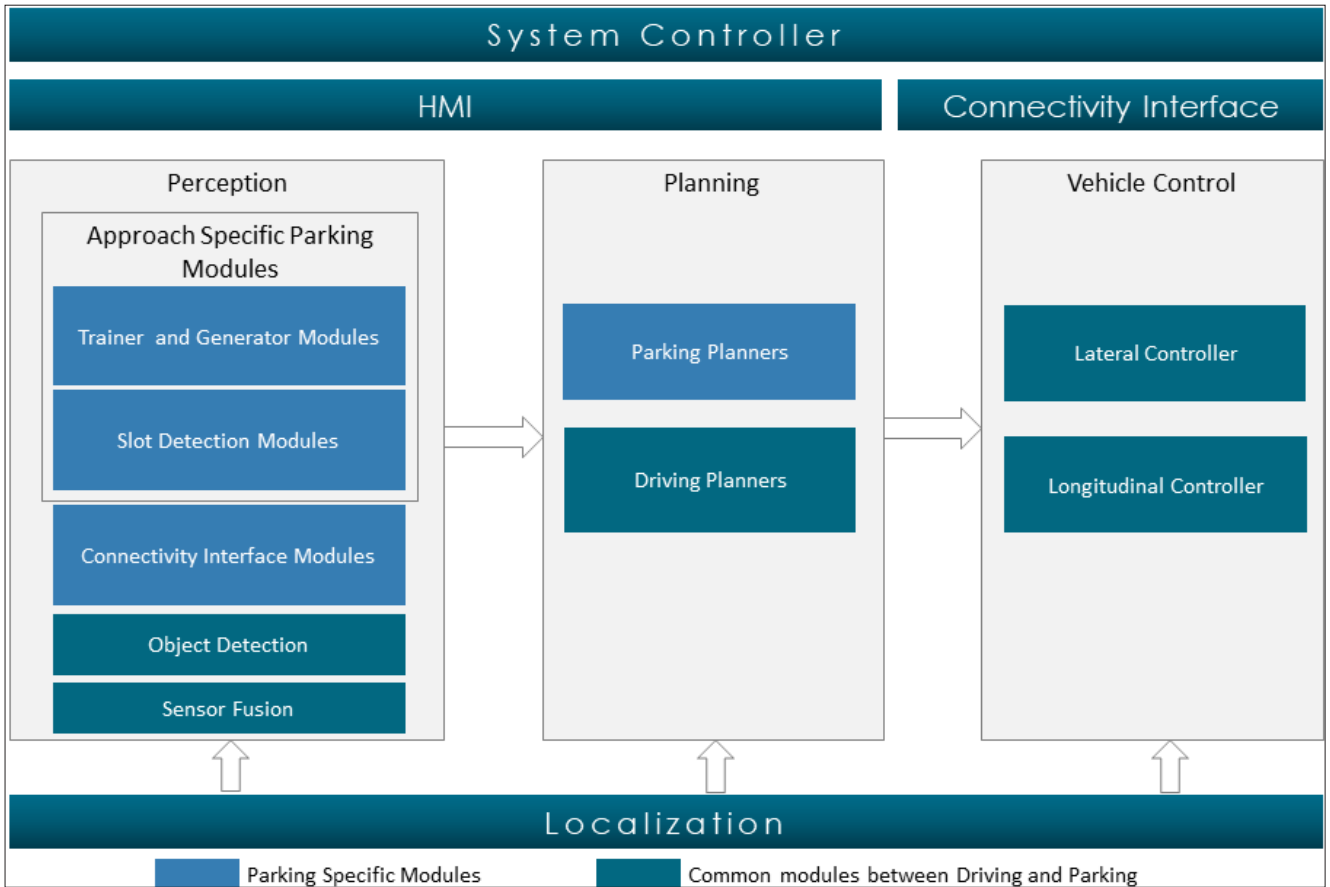 System Controller
HMI
Connectivity Interface
Perception
Approach Specific Parking
Modules
Trainer and Generator Modules
Slot Detection Modules
Connectivity Interface Modules
Object Detection
Sensor Fusion
Planning
Parking Planners
Driving Planners
Vehicle Control
Lateral Controller
Longitudinal Controller
Localization
Parking Specific Modules
Common modules between Driving and Parking